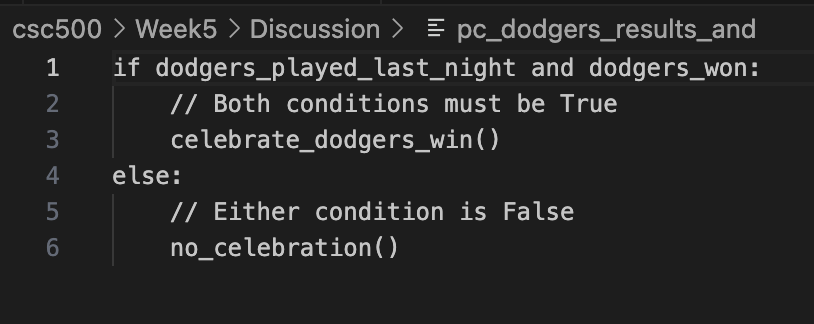 csc500 > Week5 > Discussion > pc_dodgers_results_and
1 if dodgers_played_last_night and dodgers_won:
2 // Both conditions must be True
3 celebrate_dodgers_win()
4 else:
5 // Either condition is False
6 no_celebration()